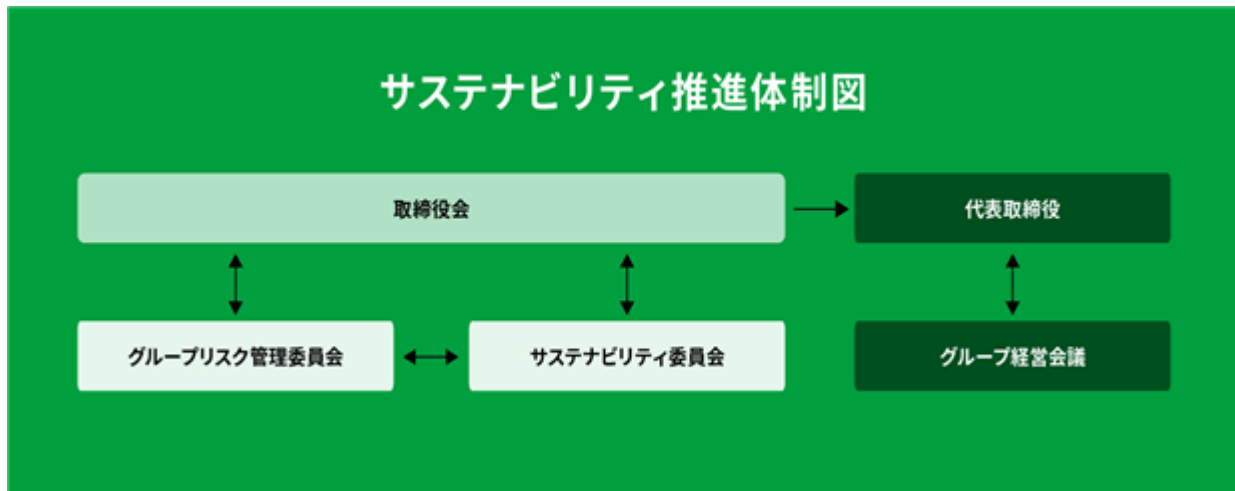 サステナビリティ推進体制図
取締役会
代表取締役
グループリスク管理委員会
サステナビリティ委員会
グループ経営会議